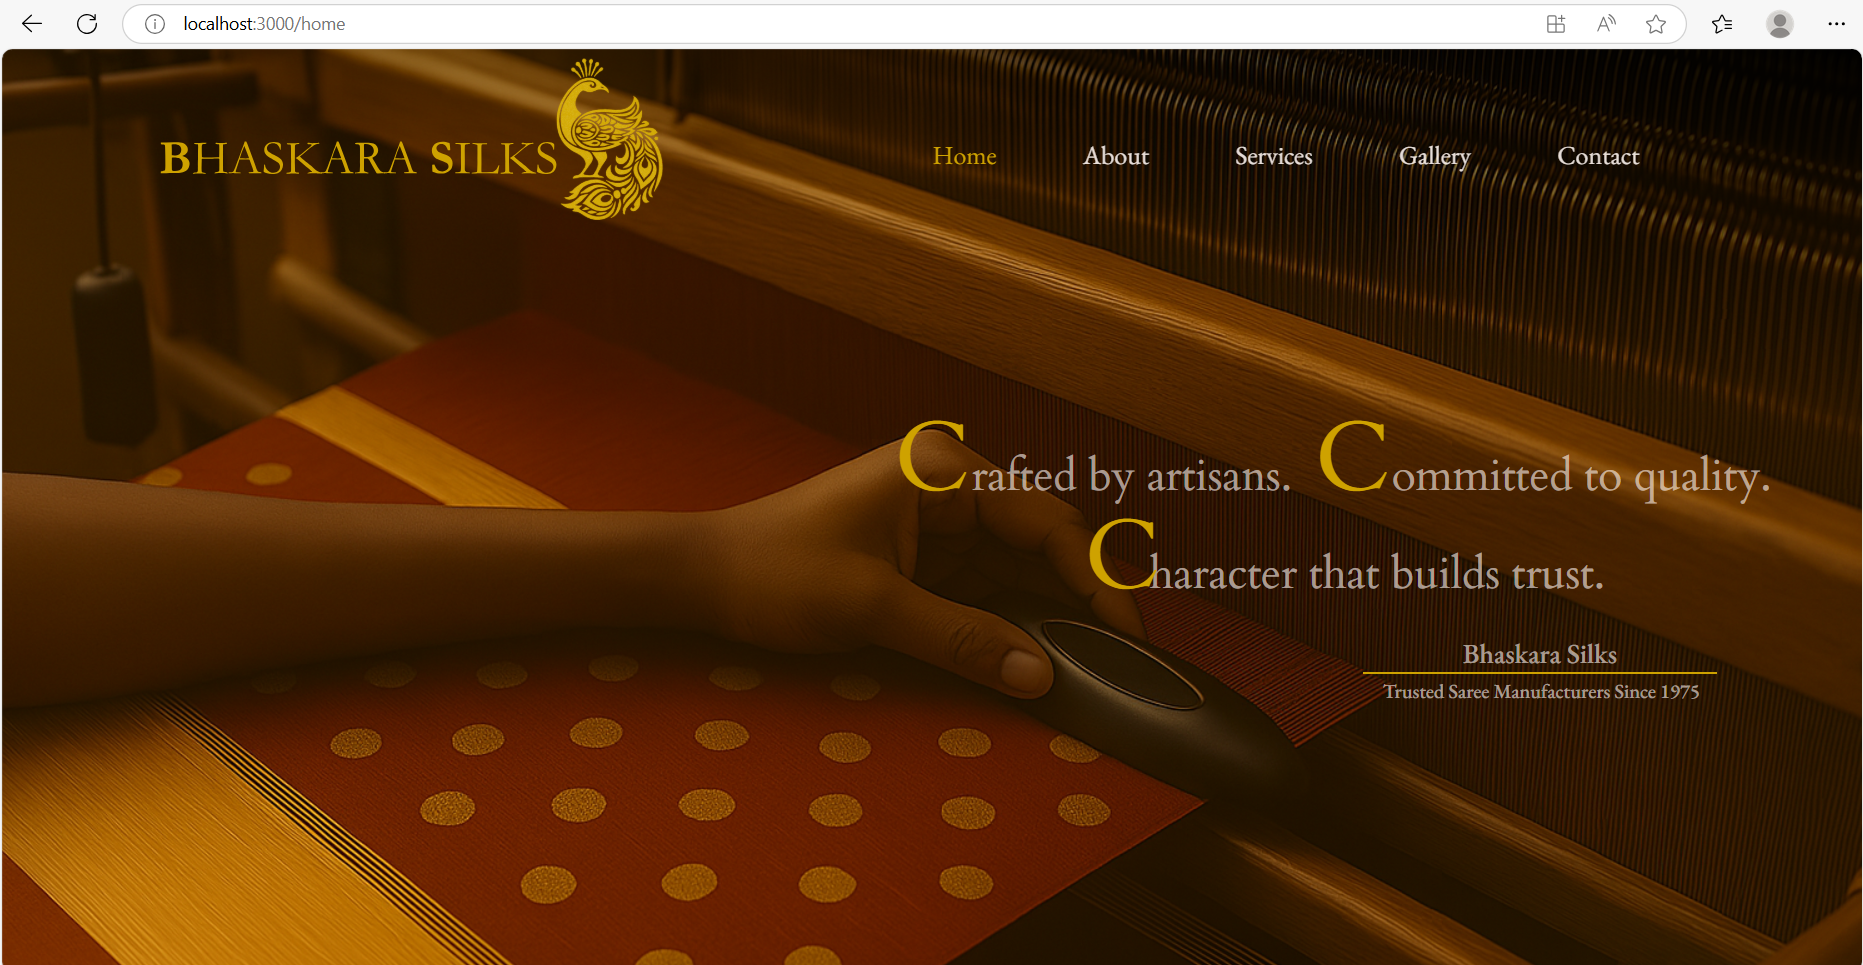 localhost:3000/home
BHASKARA SILKS
Home About Services Gallery Contact
Crafted by artisans. Committed to quality.
Character that builds trust.
Bhaskara Silks
Trusted Saree Manufacturers Since 1975